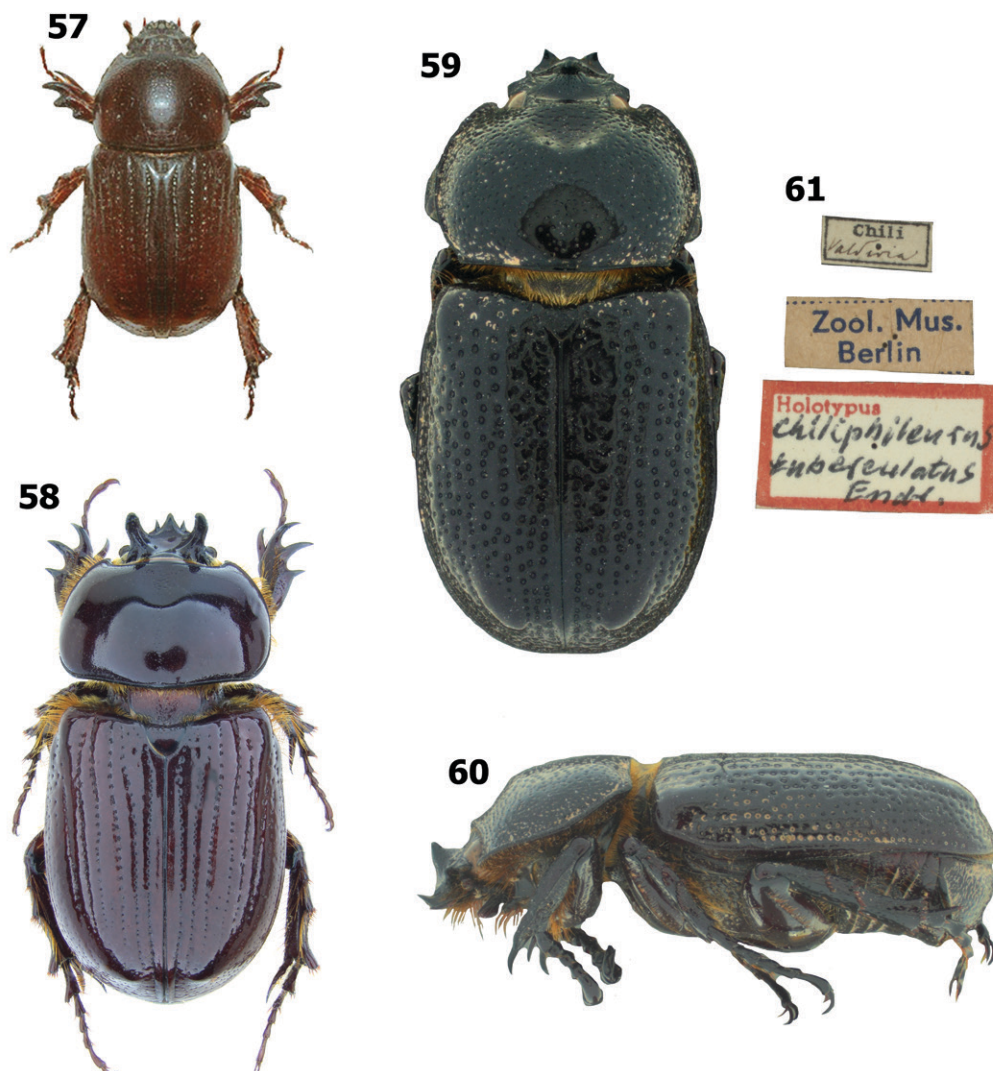 57
59
61
Chili
Valdivia
Zool. Mus.
Berlin
Holotypus
chiliphileurus
tuberculatus
Endr.
58
60